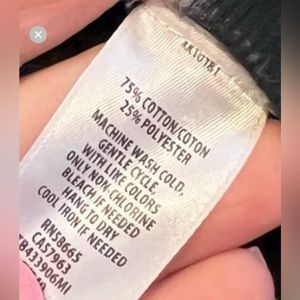 75% COTTON/COTON
25% POLYESTER
MACHINE WASH COLD,
GENTLE CYCLE,
WITH LIKE COLORS
ONLY NON-CHLORINE
BLEACH IF NEEDED
HANG TO DRY
COOL IRON IF NEEDED
CA57963